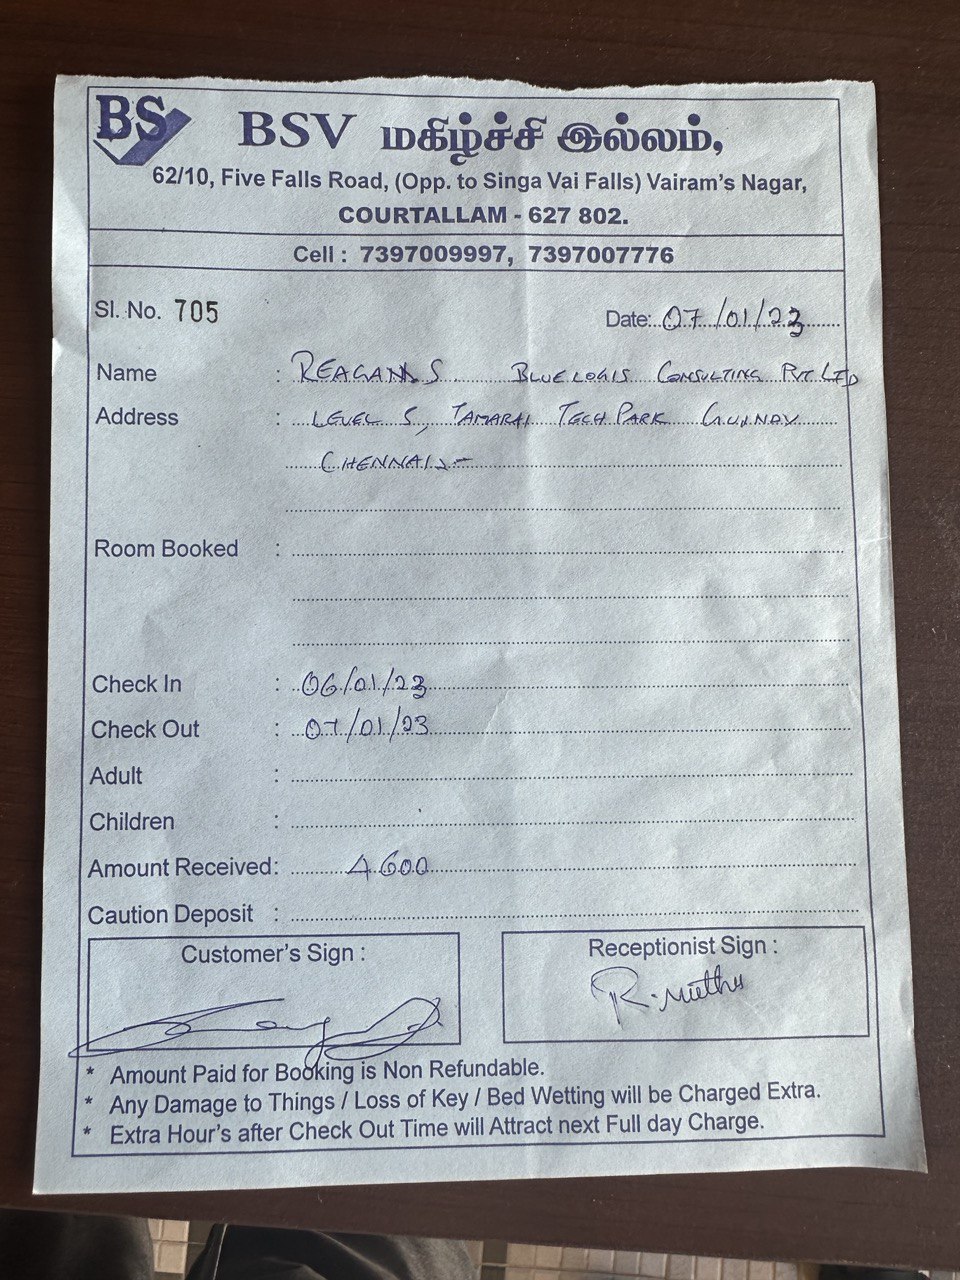 BS
BSV மகிழ்ச்சி இல்லம்,
62/10, Five Falls Road, (Opp. to Singa Vai Falls) Vairam's Nagar,
COURTALLAM - 627 802.
Cell : 7397009997, 7397007776
Sl. No. 705 Date: 07/01/23
Name : REAGAN.S BLUELOGIS CONSULTING PVT LTD
Address : LEVEL 5, TAMARAI TECH PARK GUINDY
CHENNAI
Room Booked :
Check In : 06/01/23
Check Out : 07/01/23
Adult :
Children :
Amount Received: 4600
Caution Deposit :
Customer's Sign : Receptionist Sign :
R. Muthu
* Amount Paid for Booking is Non Refundable.
* Any Damage to Things / Loss of Key / Bed Wetting will be Charged Extra.
* Extra Hour's after Check Out Time will Attract next Full day Charge.